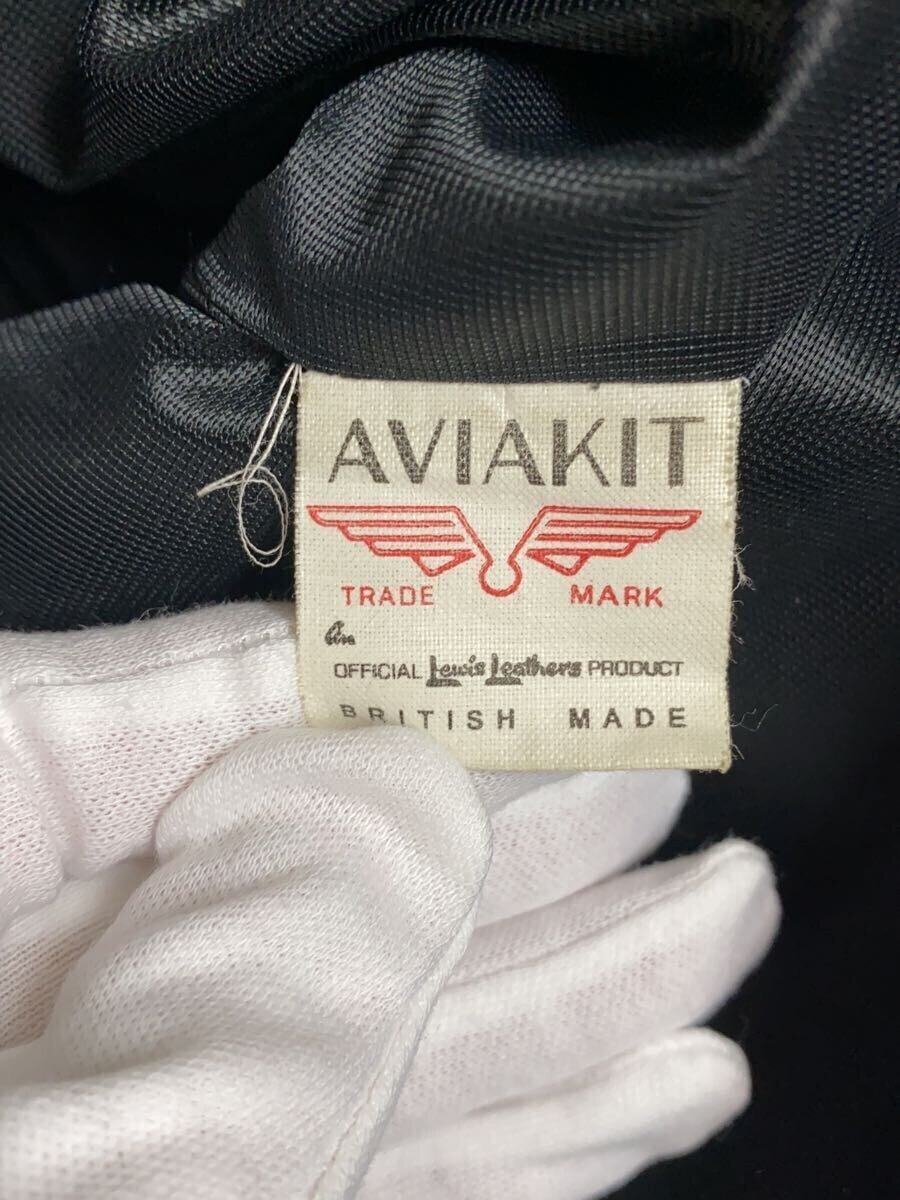 AVIAKIT
TRADE MARK
An
OFFICIAL Lewis Leathers PRODUCT
BRITISH MADE